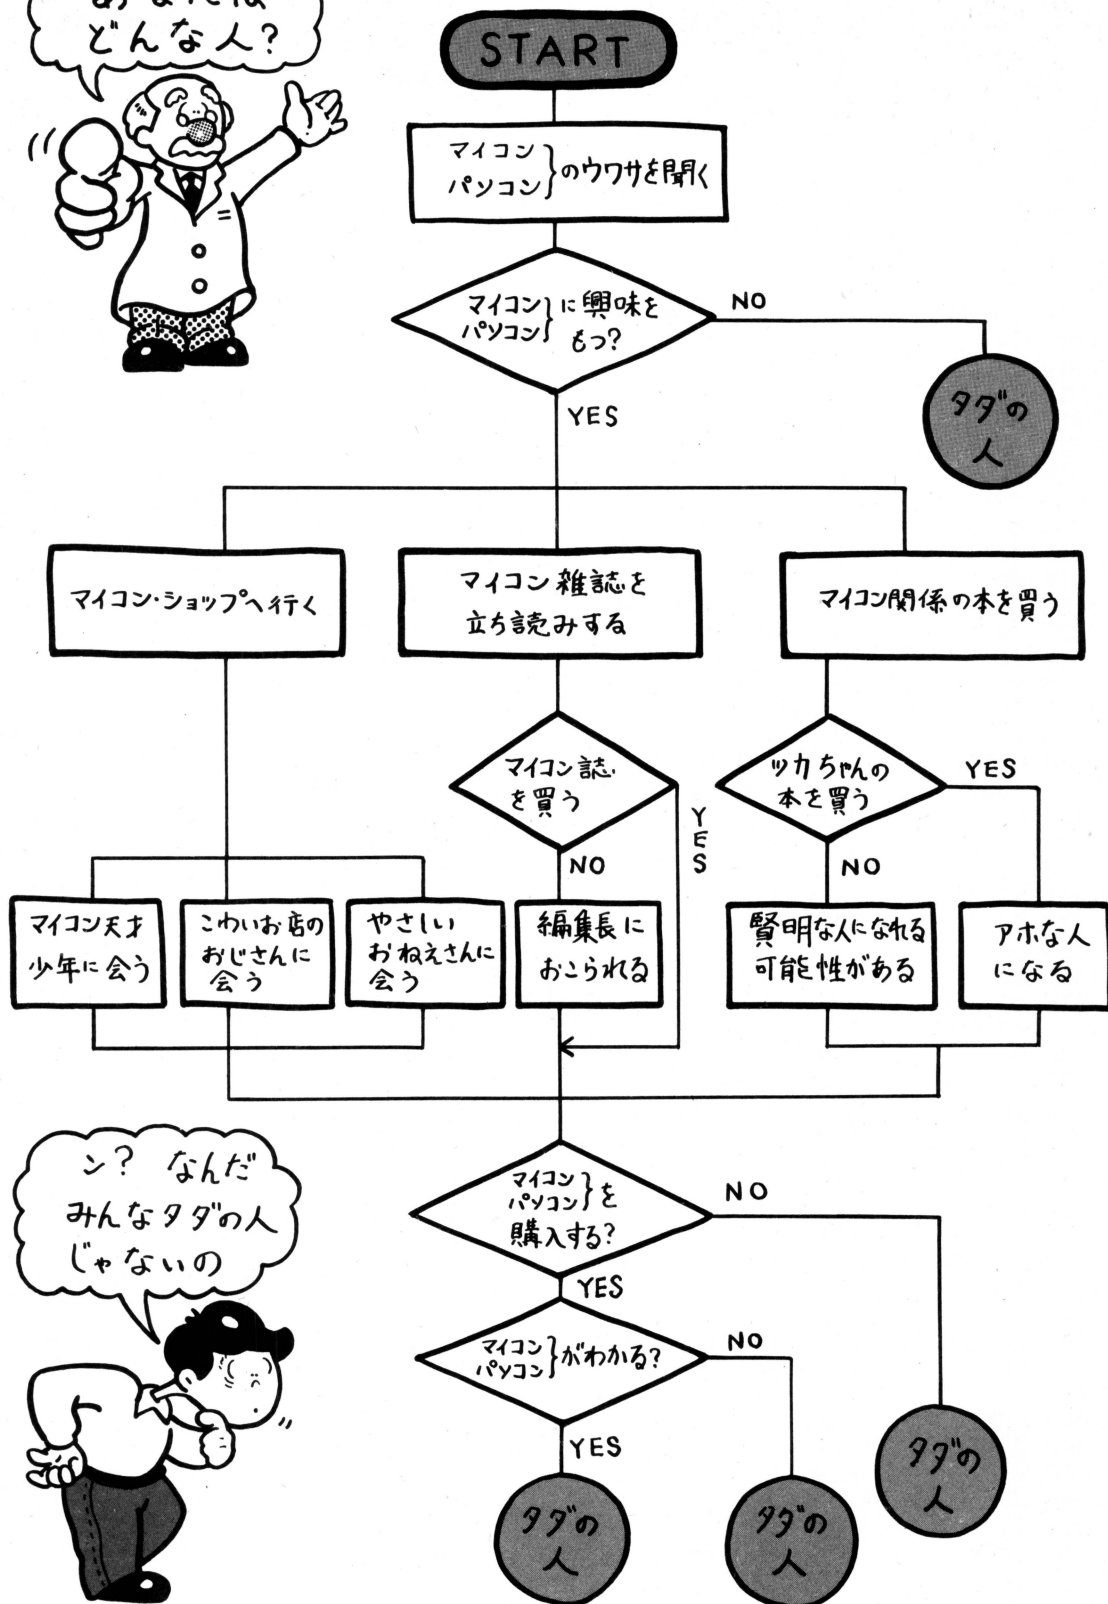 どんな人?
START
マイコン
パソコン
のウワサを聞く
マイコン
パソコン
に興味を
もつ?
NO
タダの
人
YES
マイコン・ショップへ行く
マイコン雑誌を
立ち読みする
マイコン関係の本を買う
マイコン誌
を買う
YES
NO
ツカちゃんの
本を買う
YES
NO
マイコン天才
少年に会う
こわいお店の
おじさんに
会う
やさしい
おねえさんに
会う
編集長に
おこられる
賢明な人になれる
可能性がある
アホな人
になる
ン? なんだ
みんなタダの人
じゃないの
マイコン
パソコン
を
購入する?
NO
YES
マイコン
パソコン
がわかる?
NO
YES
タダの
人
タダの
人
タダの
人